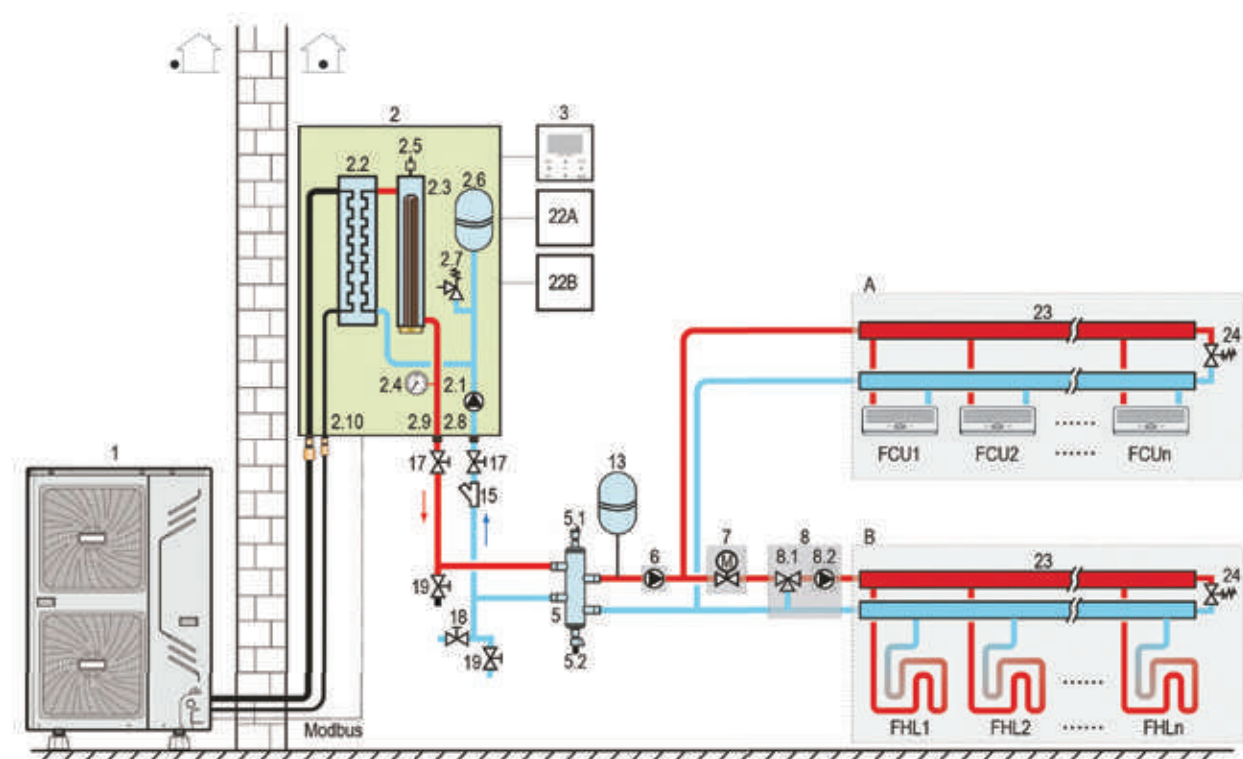 2
3
2.5
2.2
2.3
2.6
22A
2.7
22B
A
23
24
2.4
2.1
2.10
2.9
2.8
FCU1
FCU2
......
FCUn
1
17
17
13
15
5.1
7
8
B
6
M
8.1
8.2
23
24
19
5
18
19
5.2
......
Modbus
FHL1
FHL2
......
FHLn